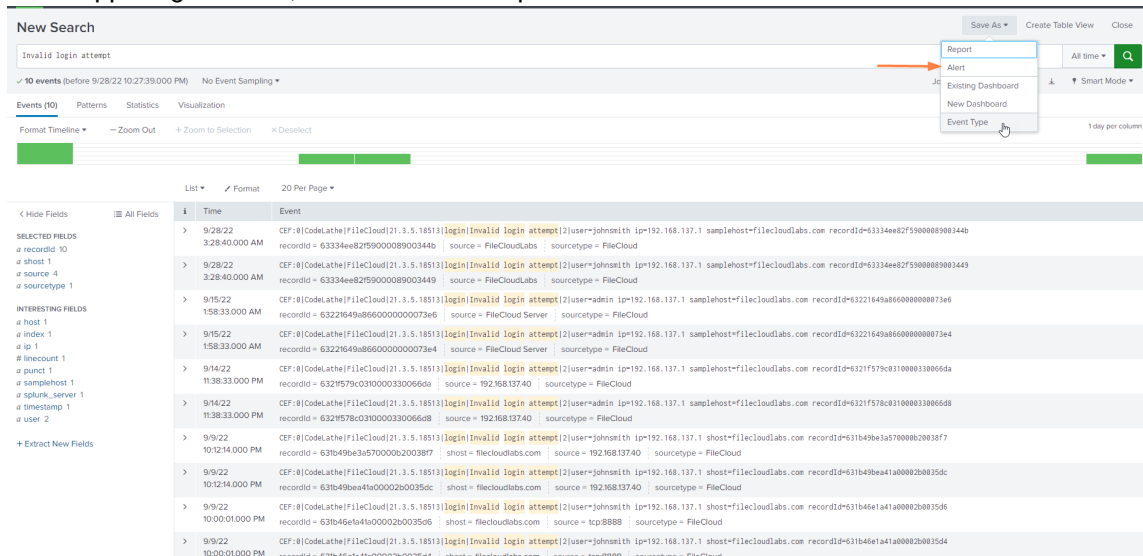 New Search
Save As ▾ Create Table View Close
Invalid login attempt
All time ▾
Report
Alert
Existing Dashboard
New Dashboard
Event Type
✓ 10 events (before 9/28/22 10:27:39.000 PM) No Event Sampling ▾
Smart Mode ▾
Events (10) Patterns Statistics Visualization
Format Timeline ▾ — Zoom Out + Zoom to Selection × Deselect
1 day per column
List ▾ Format 20 Per Page ▾
< Hide Fields All Fields
i Time Event
SELECTED FIELDS
a recordId 10
a shost 1
a source 4
a sourcetype 1
INTERESTING FIELDS
a host 1
a index 1
a ip 1
# linecount 1
a punct 1
a samplehost 1
a splunk_server 1
a timestamp 1
a user 2
+ Extract New Fields
> 9/28/22 CEF:0|CodeLathe|FileCloud|21.3.5.18513|login|Invalid login attempt|2|user=johnsmith ip=192.168.137.1 samplehost=filecloudlabs.com recordId=63334ee82f5900008900344b
3:28:40.000 AM recordId = 63334ee82f5900008900344b source = FileCloudLabs sourcetype = FileCloud
> 9/28/22 CEF:0|CodeLathe|FileCloud|21.3.5.18513|login|Invalid login attempt|2|user=johnsmith ip=192.168.137.1 samplehost=filecloudlabs.com recordId=63334ee82f59000089003449
3:28:40.000 AM recordId = 63334ee82f59000089003449 source = FileCloudLabs sourcetype = FileCloud
> 9/15/22 CEF:0|CodeLathe|FileCloud|21.3.5.18513|login|Invalid login attempt|2|user=admin ip=192.168.137.1 samplehost=filecloudlabs.com recordId=63221649a8660000000073e6
1:58:33.000 AM recordId = 63221649a8660000000073e6 source = FileCloud Server sourcetype = FileCloud
> 9/15/22 CEF:0|CodeLathe|FileCloud|21.3.5.18513|login|Invalid login attempt|2|user=admin ip=192.168.137.1 samplehost=filecloudlabs.com recordId=63221649a8660000000073e4
1:58:33.000 AM recordId = 63221649a8660000000073e4 source = FileCloud Server sourcetype = FileCloud
> 9/14/22 CEF:0|CodeLathe|FileCloud|21.3.5.18513|login|Invalid login attempt|2|user=admin ip=192.168.137.1 samplehost=filecloudlabs.com recordId=6321f579c0310000330066da
11:38:33.000 PM recordId = 6321f579c0310000330066da source = 192.168.137.40 sourcetype = FileCloud
> 9/14/22 CEF:0|CodeLathe|FileCloud|21.3.5.18513|login|Invalid login attempt|2|user=admin ip=192.168.137.1 samplehost=filecloudlabs.com recordId=6321f578c0310000330066d8
11:38:33.000 PM recordId = 6321f578c0310000330066d8 source = 192.168.137.40 sourcetype = FileCloud
> 9/9/22 CEF:0|CodeLathe|FileCloud|21.3.5.18513|login|Invalid login attempt|2|user=johnsmith ip=192.168.137.1 shost=filecloudlabs.com recordId=631b49be3a570000b20038f7
10:12:14.000 PM recordId = 631b49be3a570000b20038f7 shost = filecloudlabs.com source = 192.168.137.40 sourcetype = FileCloud
> 9/9/22 CEF:0|CodeLathe|FileCloud|21.3.5.18513|login|Invalid login attempt|2|user=johnsmith ip=192.168.137.1 shost=filecloudlabs.com recordId=631b49bea41a00002b0035dc
10:12:14.000 PM recordId = 631b49bea41a00002b0035dc shost = filecloudlabs.com source = 192.168.137.40 sourcetype = FileCloud
> 9/9/22 CEF:0|CodeLathe|FileCloud|21.3.5.18513|login|Invalid login attempt|2|user=johnsmith ip=192.168.137.1 shost=filecloudlabs.com recordId=631b46e1a41a00002b0035d6
10:00:01.000 PM recordId = 631b46e1a41a00002b0035d6 shost = filecloudlabs.com source = tcp:8888 sourcetype = FileCloud
> 9/9/22 CEF:0|CodeLathe|FileCloud|21.3.5.18513|login|Invalid login attempt|2|user=johnsmith ip=192.168.137.1 shost=filecloudlabs.com recordId=631b46e1a41a00002b0035d4
10:00:01.000 PM